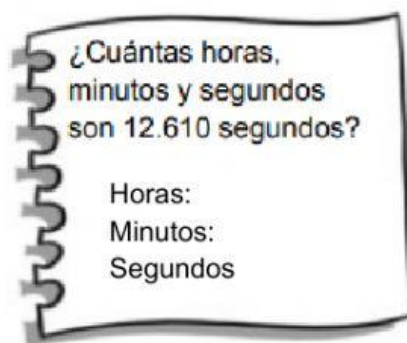 ¿Cuántas horas,
minutos y segundos
son 12.610 segundos?
Horas:
Minutos:
Segundos